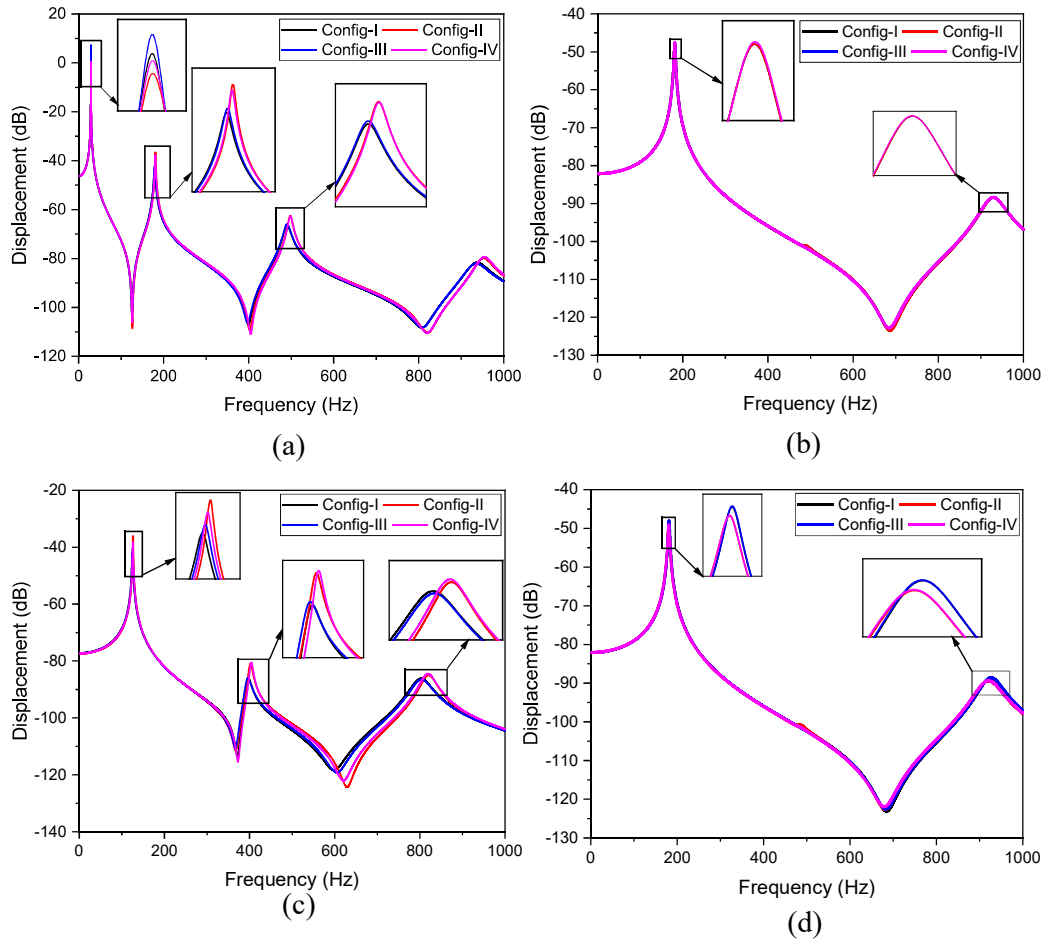 Config-I Config-II
Config-III Config-IV
20
0
-20
-40
-60
-80
-100
-120
0 200 400 600 800 1000
Displacement (dB)
Frequency (Hz)
(a)
Config-I Config-II
Config-III Config-IV
-40
-50
-60
-70
-80
-90
-100
-110
-120
-130
0 200 400 600 800 1000
Displacement (dB)
Frequency (Hz)
(b)
Config-I Config-II
Config-III Config-IV
-20
-40
-60
-80
-100
-120
-140
0 200 400 600 800 1000
Displacement (dB)
Frequency (Hz)
(c)
Config-I Config-II
Config-III Config-IV
-40
-50
-60
-70
-80
-90
-100
-110
-120
-130
0 200 400 600 800 1000
Displacement (dB)
Frequency (Hz)
(d)